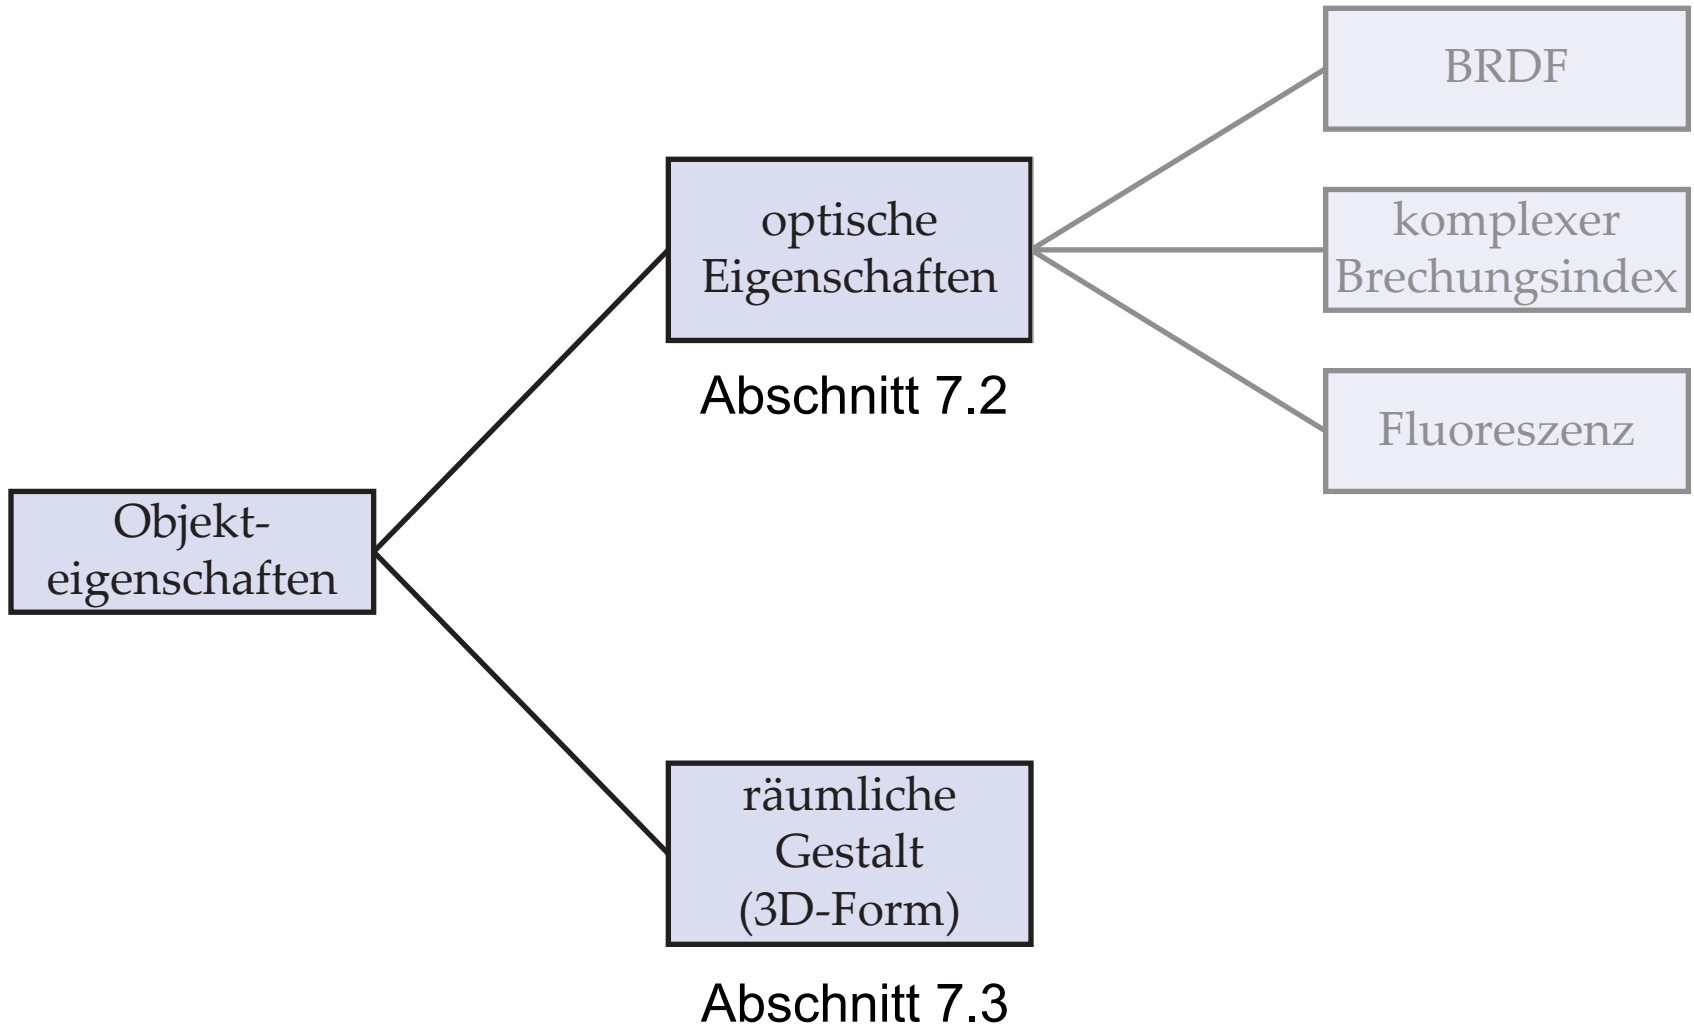 BRDF
optische
Eigenschaften
komplexer
Brechungsindex
Abschnitt 7.2
Fluoreszenz
Objekt-
eigenschaften
räumliche
Gestalt
(3D-Form)
Abschnitt 7.3